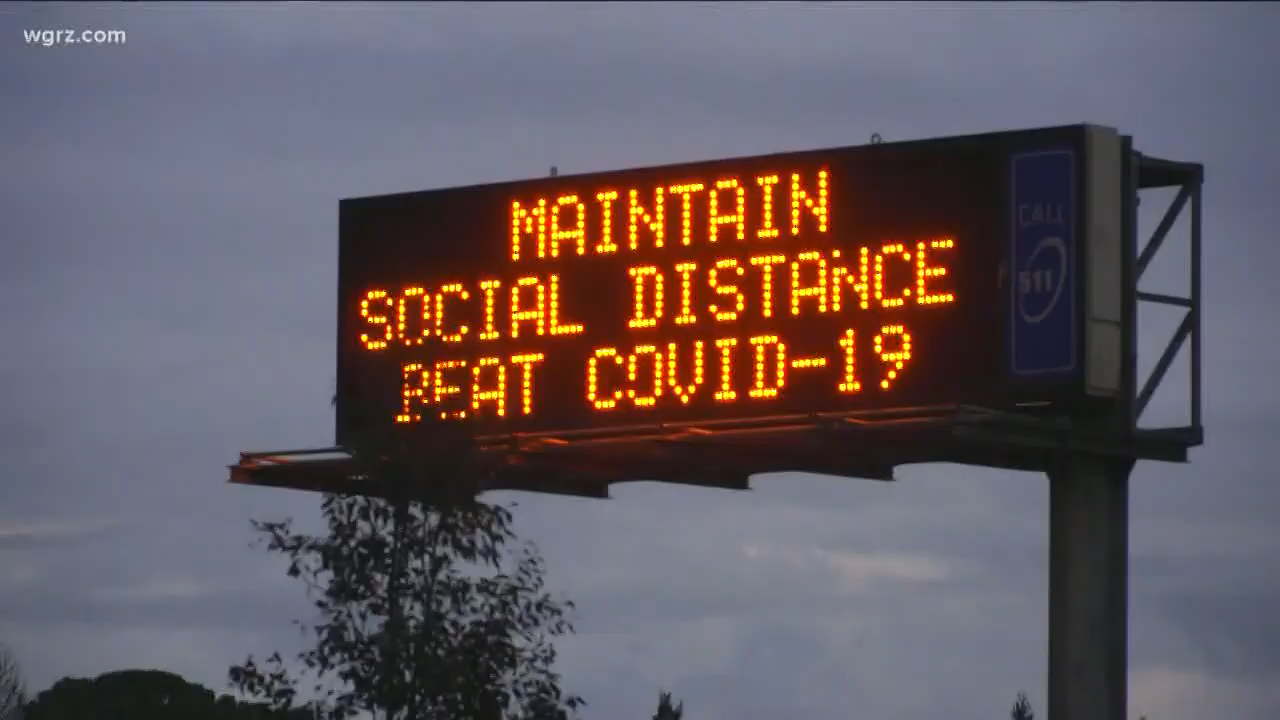 wgrz.com
MAINTAIN
SOCIAL DISTANCE
BEAT COVID-19
CALL
511